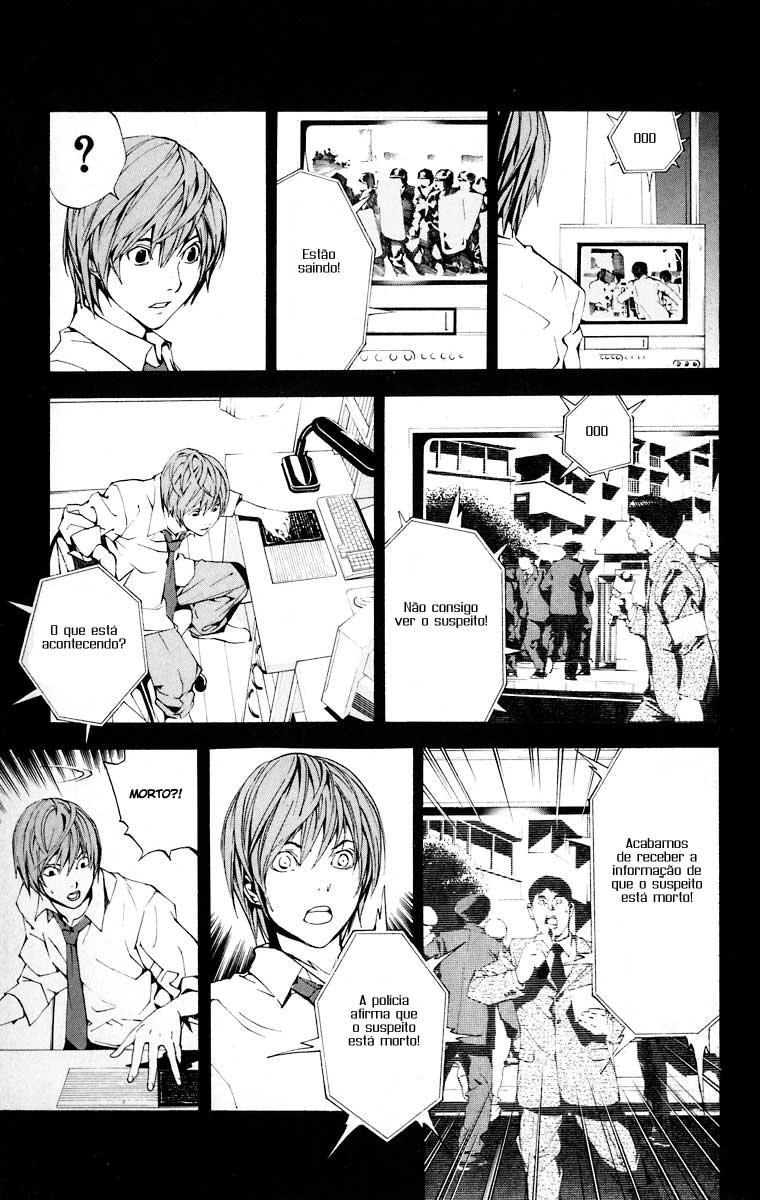 OOO
Estão
saindo!
?
OOO
Não consigo
ver o suspeito!
O que está
acontecendo?
Acabamos
de receber a
informação de
que o suspeito
está morto!
A polícia
afirma que
o suspeito
está morto!
MORTO?!